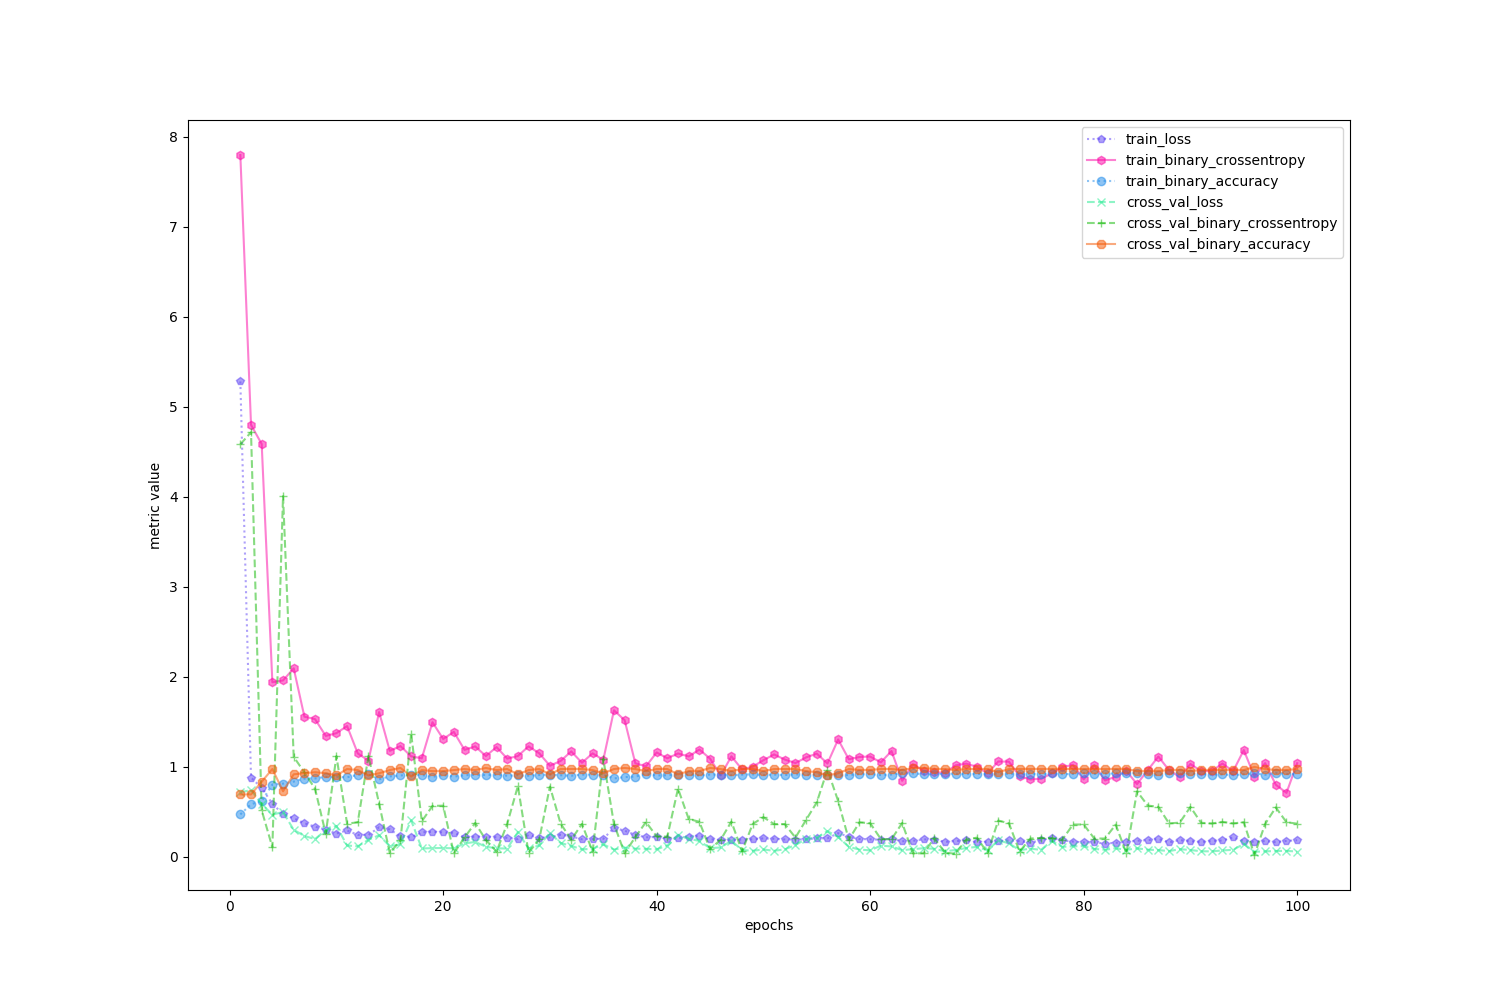 train_loss
train_binary_crossentropy
train_binary_accuracy
cross_val_loss
cross_val_binary_crossentropy
cross_val_binary_accuracy
8
7
6
5
4
3
2
1
0
metric value
0 20 40 60 80 100
epochs